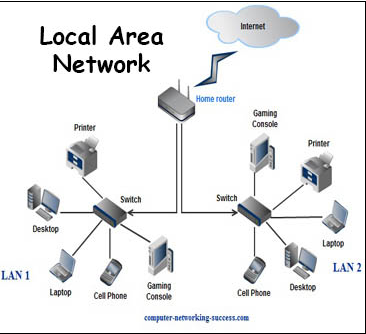 Local Area
Network
Internet
Home router
Gaming
Console
Printer
Printer
Switch
Switch
Desktop
Laptop
LAN 1
LAN 2
Laptop
Cell Phone
Gaming
Console
Cell Phone
Desktop
computer-networking-success.com